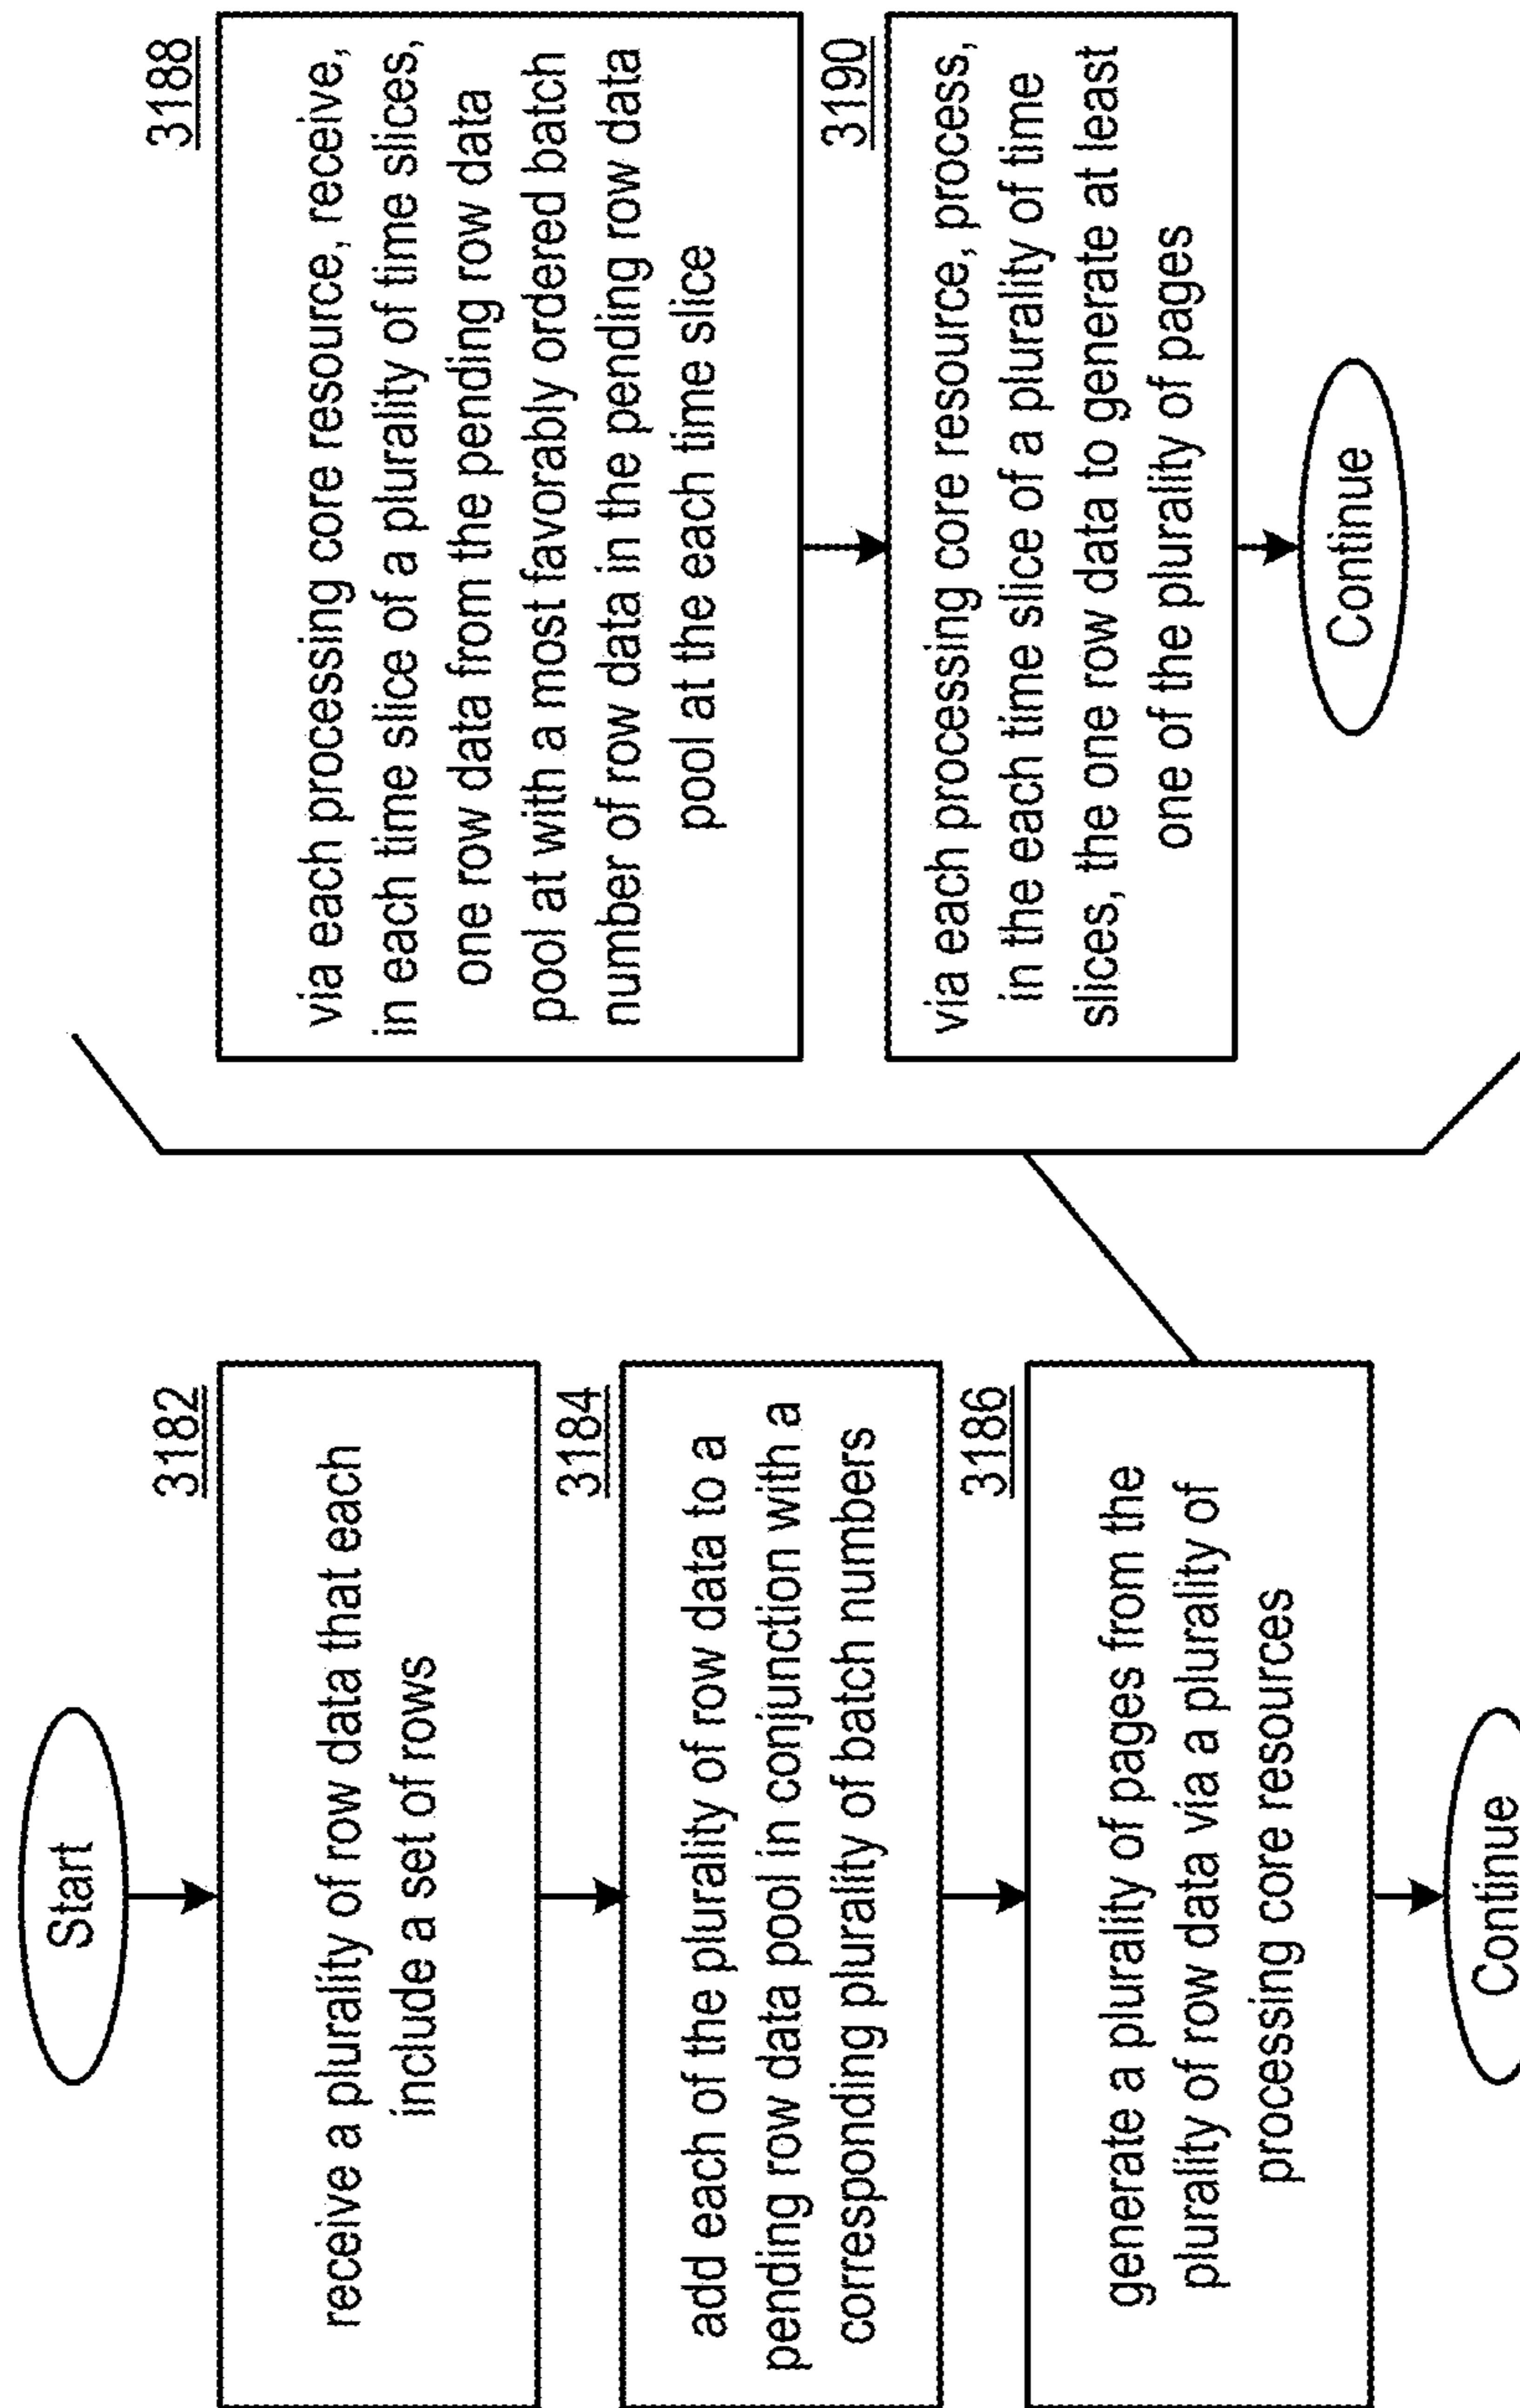 Start
3182
receive a plurality of row data that each
include a set of rows
3184
add each of the plurality of row data to a
pending row data pool in conjunction with a
corresponding plurality of batch numbers
3186
generate a plurality of pages from the
plurality of row data via a plurality of
processing core resources
Continue
3188
via each processing core resource, receive,
in each time slice of a plurality of time slices,
one row data from the pending row data
pool at with a most favorably ordered batch
number of row data in the pending row data
pool at the each time slice
3190
via each processing core resource, process,
in the each time slice of a plurality of time
slices, the one row data to generate at least
one of the plurality of pages
Continue